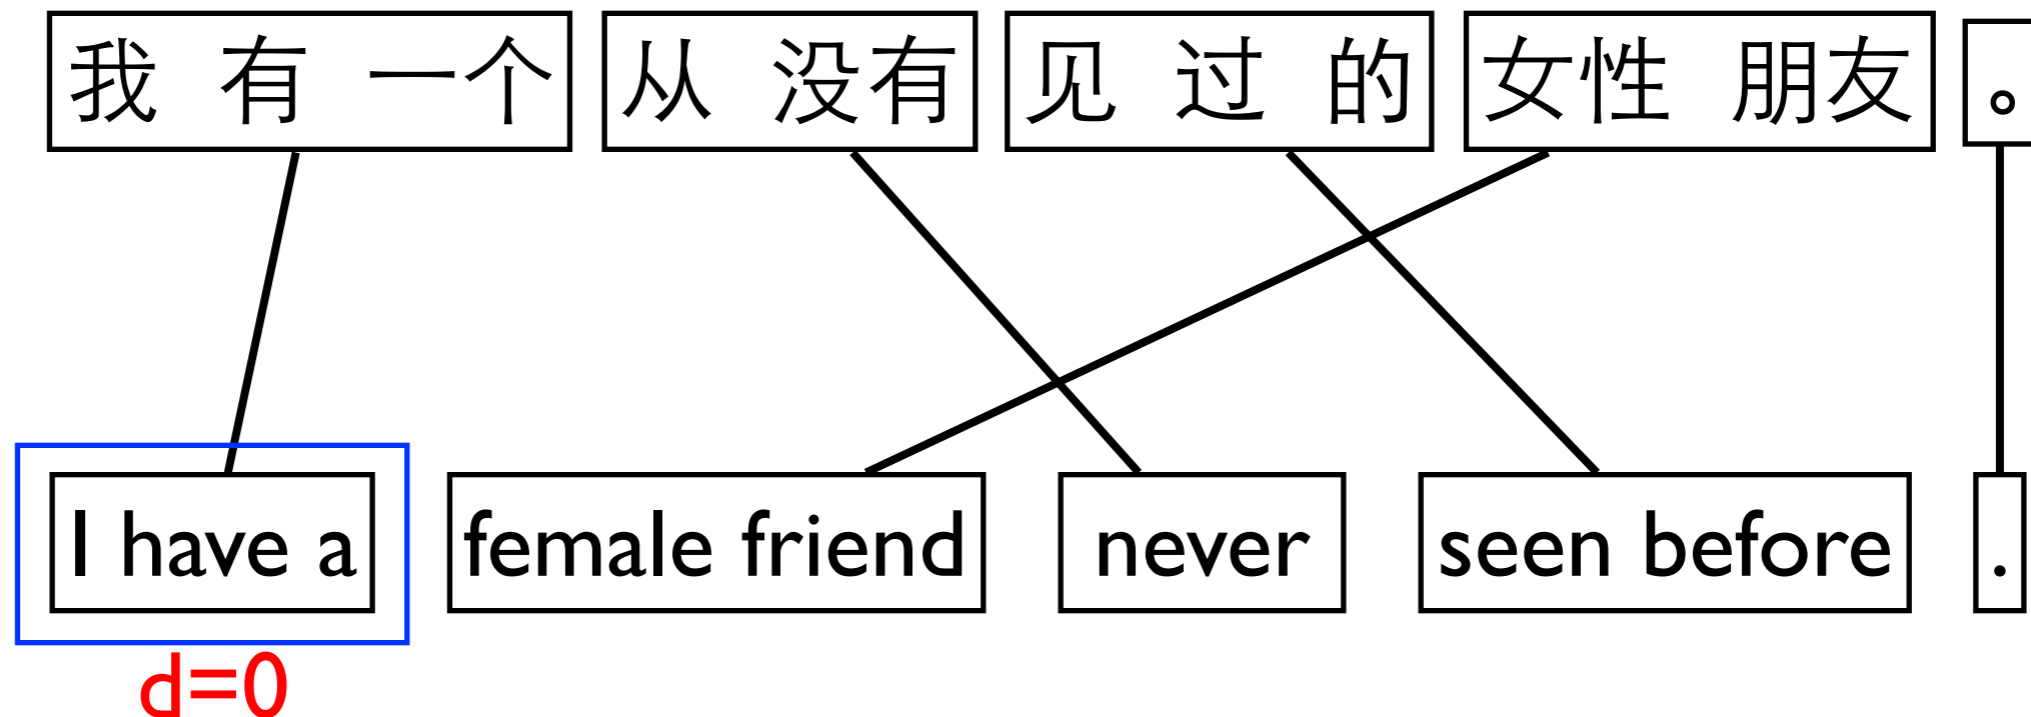 我 有 一个 从 没有 见 过 的 女性 朋友 。
I have a female friend never seen before .
d=0